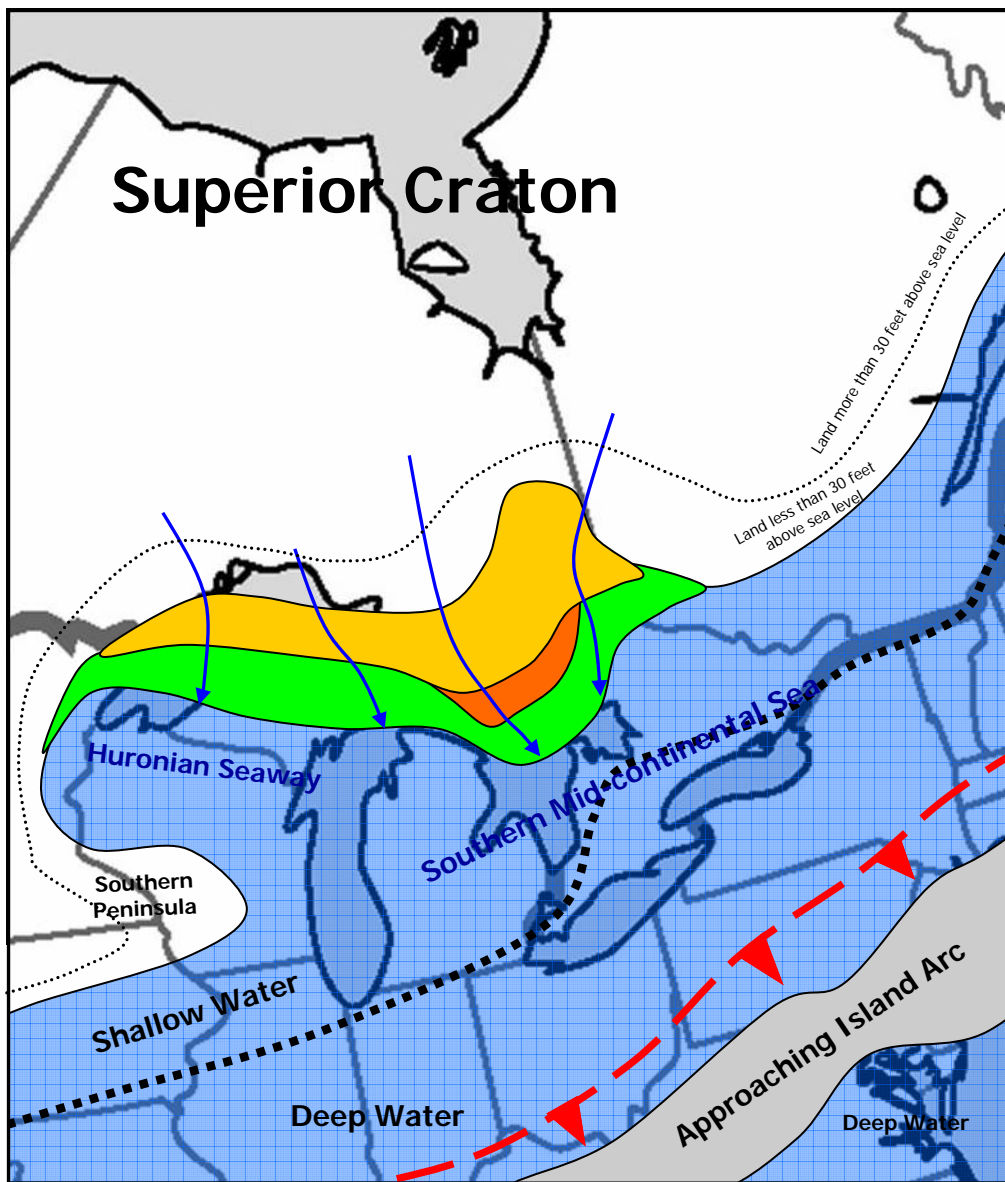 Superior Craton
Land more than 30 feet above sea level
Land less than 30 feet
above sea level
Huronian Seaway
Southern Mid-continental Sea
Southern
Peninsula
Shallow Water
Approaching Island Arc
Deep Water
Deep Water